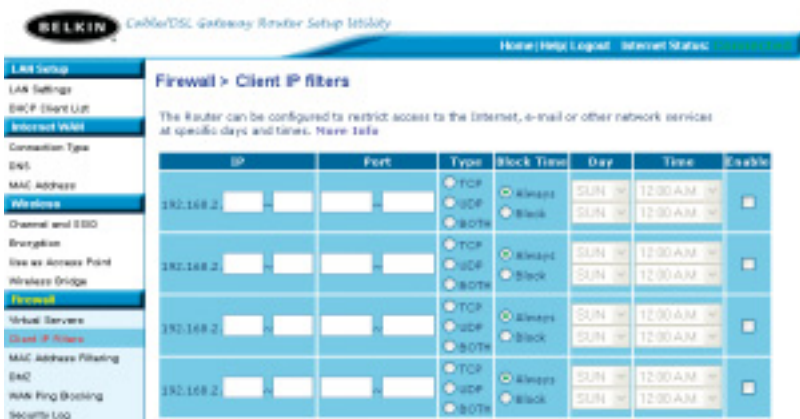 BELKIN Cable/DSL Gateway Router Setup Utility
Home|Help|Logout Internet Status:
LAN Setup
LAN Settings
DHCP Client List
Internet WAN
Connection Type
DNS
MAC Address
Wireless
Channel and SSID
Encryption
Use as Access Point
Wireless Bridge
Firewall
Virtual Servers
Client IP Filters
MAC Address Filtering
DMZ
WAN Ping Blocking
Security Log
Firewall > Client IP filters
The Router can be configured to restrict access to the Internet, e-mail or other network services
at specific days and times. More Info
IP Port Type Block Time Day Time Enable
192.168.2. ~ ~ TCP UDP BOTH Always Block SUN SUN 12:00 A.M. 12:00 A.M.
192.168.2. ~ ~ TCP UDP BOTH Always Block SUN SUN 12:00 A.M. 12:00 A.M.
192.168.2. ~ ~ TCP UDP BOTH Always Block SUN SUN 12:00 A.M. 12:00 A.M.
192.168.2. ~ ~ TCP UDP BOTH Always Block SUN SUN 12:00 A.M. 12:00 A.M.